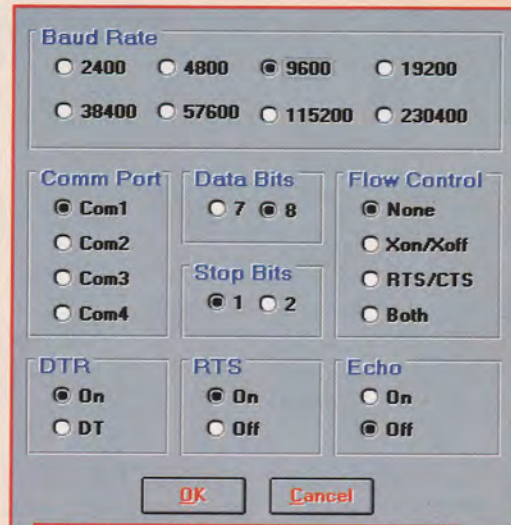 Baud Rate
2400 4800 9600 19200
38400 57600 115200 230400
Comm Port
Com1
Com2
Com3
Com4
Data Bits
7 8
Stop Bits
1 2
Flow Control
None
Xon/Xoff
RTS/CTS
Both
DTR
On
DT
RTS
On
Off
Echo
On
Off
OK Cancel